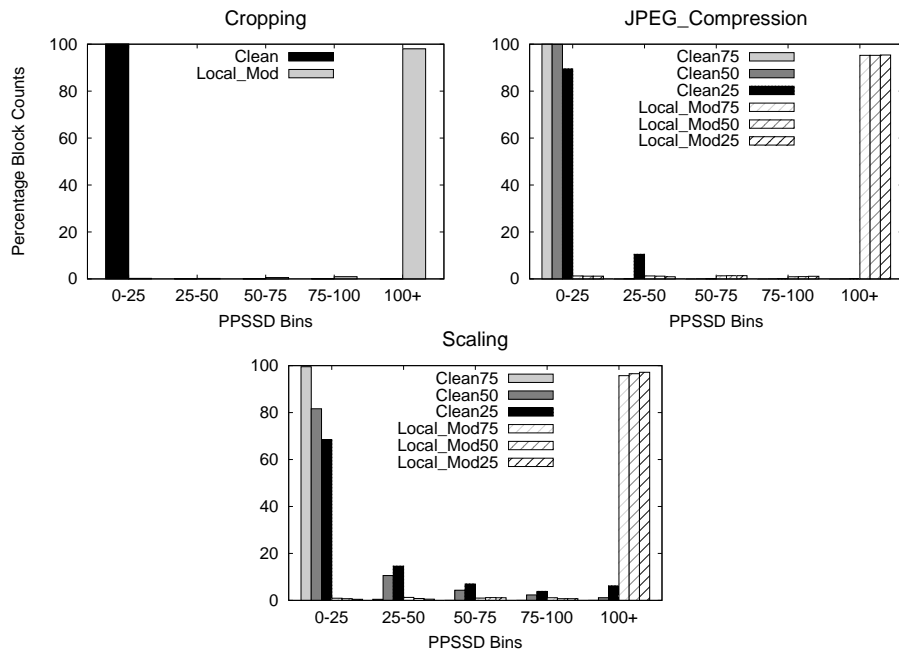 Cropping
Percentage Block Counts
100
80
60
40
20
0
Clean
Local_Mod
0-25 25-50 50-75 75-100 100+
PPSSD Bins
JPEG_Compression
100
80
60
40
20
0
Clean75
Clean50
Clean25
Local_Mod75
Local_Mod50
Local_Mod25
0-25 25-50 50-75 75-100 100+
PPSSD Bins
Scaling
100
80
60
40
20
0
Clean75
Clean50
Clean25
Local_Mod75
Local_Mod50
Local_Mod25
0-25 25-50 50-75 75-100 100+
PPSSD Bins